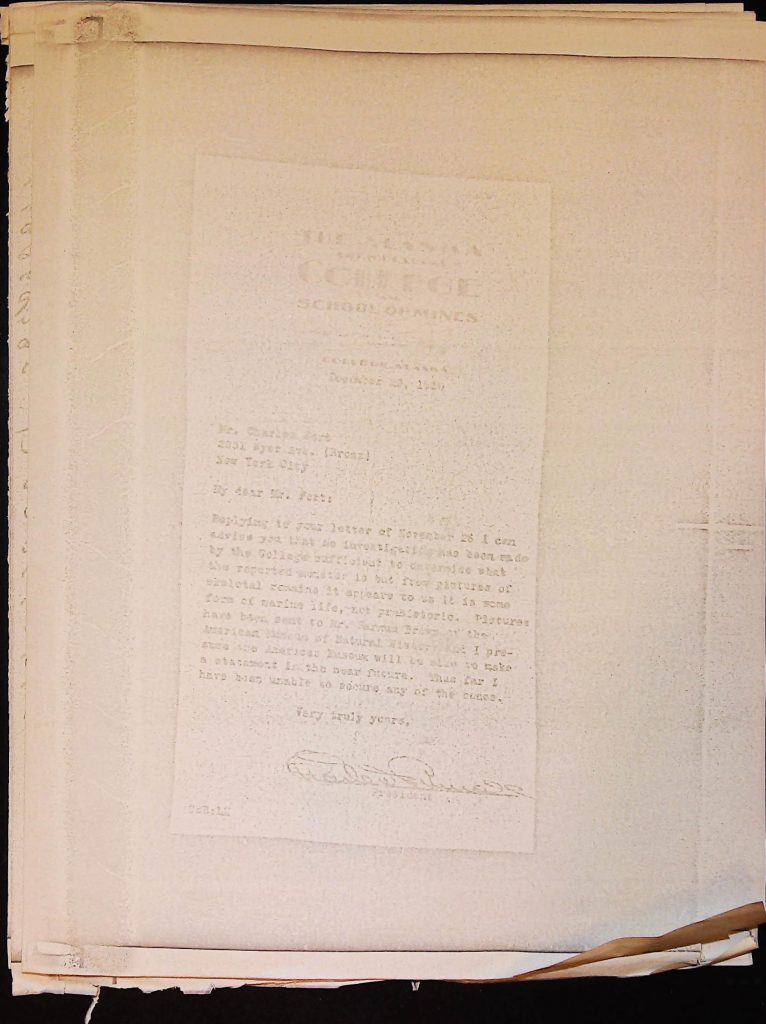 THE ALASKA
AGRICULTURAL
COLLEGE
AND
SCHOOL OF MINES
COLLEGE, ALASKA
December 29, 1930
Mr. Charles Fort
Ave. (Bronx)
New York City
My dear Mr. Fort:
Replying to your letter of November 26 I can
advise you that no investigation has been made
by the College sufficient to determine what
the reported monster is but from pictures of
skeletal remains it appears to us it is some
form of marine life, not prehistoric. Pictures
have been sent to Mr. Barnum Brown of the
American Museum of Natural History and I pre-
sume the American Museum will be able to make
a statement in the near future. Thus far I
have been unable to secure any of the bones.
Very truly yours,
President
CEB:LK